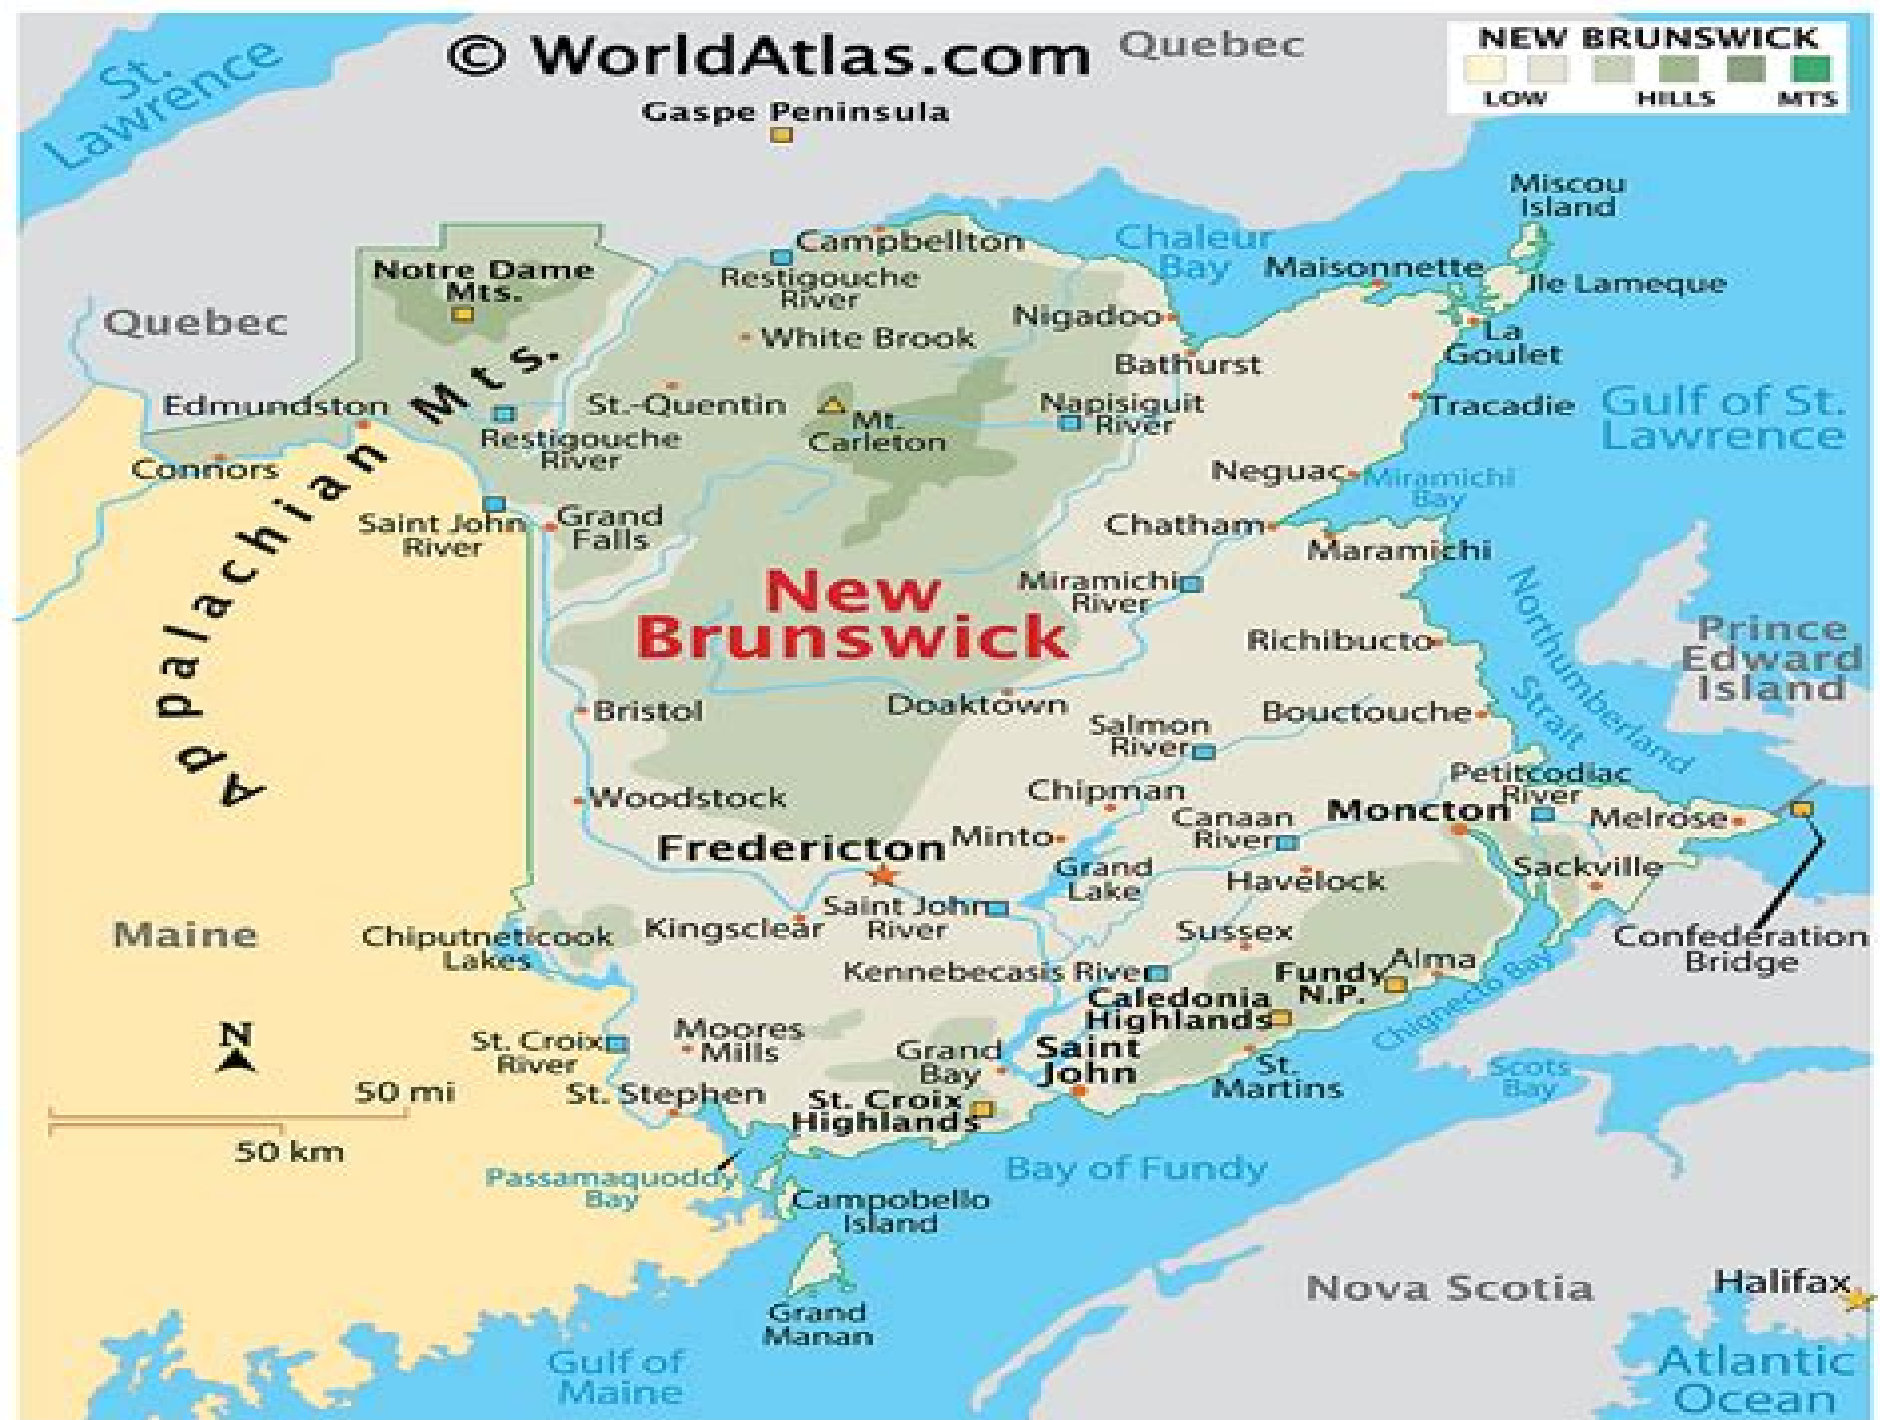 © WorldAtlas.com
Quebec
NEW BRUNSWICK
LOW HILLS MTS
St.
Lawrence
Gaspe Peninsula
Miscou
Island
Campbellton
Chaleur
Bay
Maisonnette
Ile Lameque
Notre Dame
Mts.
Restigouche
River
Quebec
Nigadoo
White Brook
La
Goulet
Bathurst
Edmundston
St.-Quentin
Mt.
Carleton
Napisiguit
River
Tracadie
Gulf of St.
Lawrence
Restigouche
River
Connors
Appalachian Mts.
Neguac
Miramichi
Bay
Saint John
River
Grand
Falls
Chatham
Maramichi
New
Brunswick
Miramichi
River
Richibucto
Northumberland
Strait
Prince
Edward
Island
Bristol
Doaktown
Salmon
River
Bouctouche
Woodstock
Chipman
Petitcodiac
River
Fredericton
Minto
Canaan
River
Moncton
Melrose
Grand
Lake
Havelock
Sackville
Maine
Chiputneticook
Lakes
Kingsclear
Saint John
River
Sussex
Confederation
Bridge
Kennebecasis River
Fundy
N.P.
Alma
Caledonia
Highlands
Chignecto Bay
N
St. Croix
River
Moores
Mills
Grand
Bay
Saint
John
St.
Martins
Scots
Bay
50 mi
St. Stephen
St. Croix
Highlands
50 km
Passamaquoddy
Bay
Bay of Fundy
Campobello
Island
Nova Scotia
Halifax
Grand
Manan
Gulf of
Maine
Atlantic
Ocean